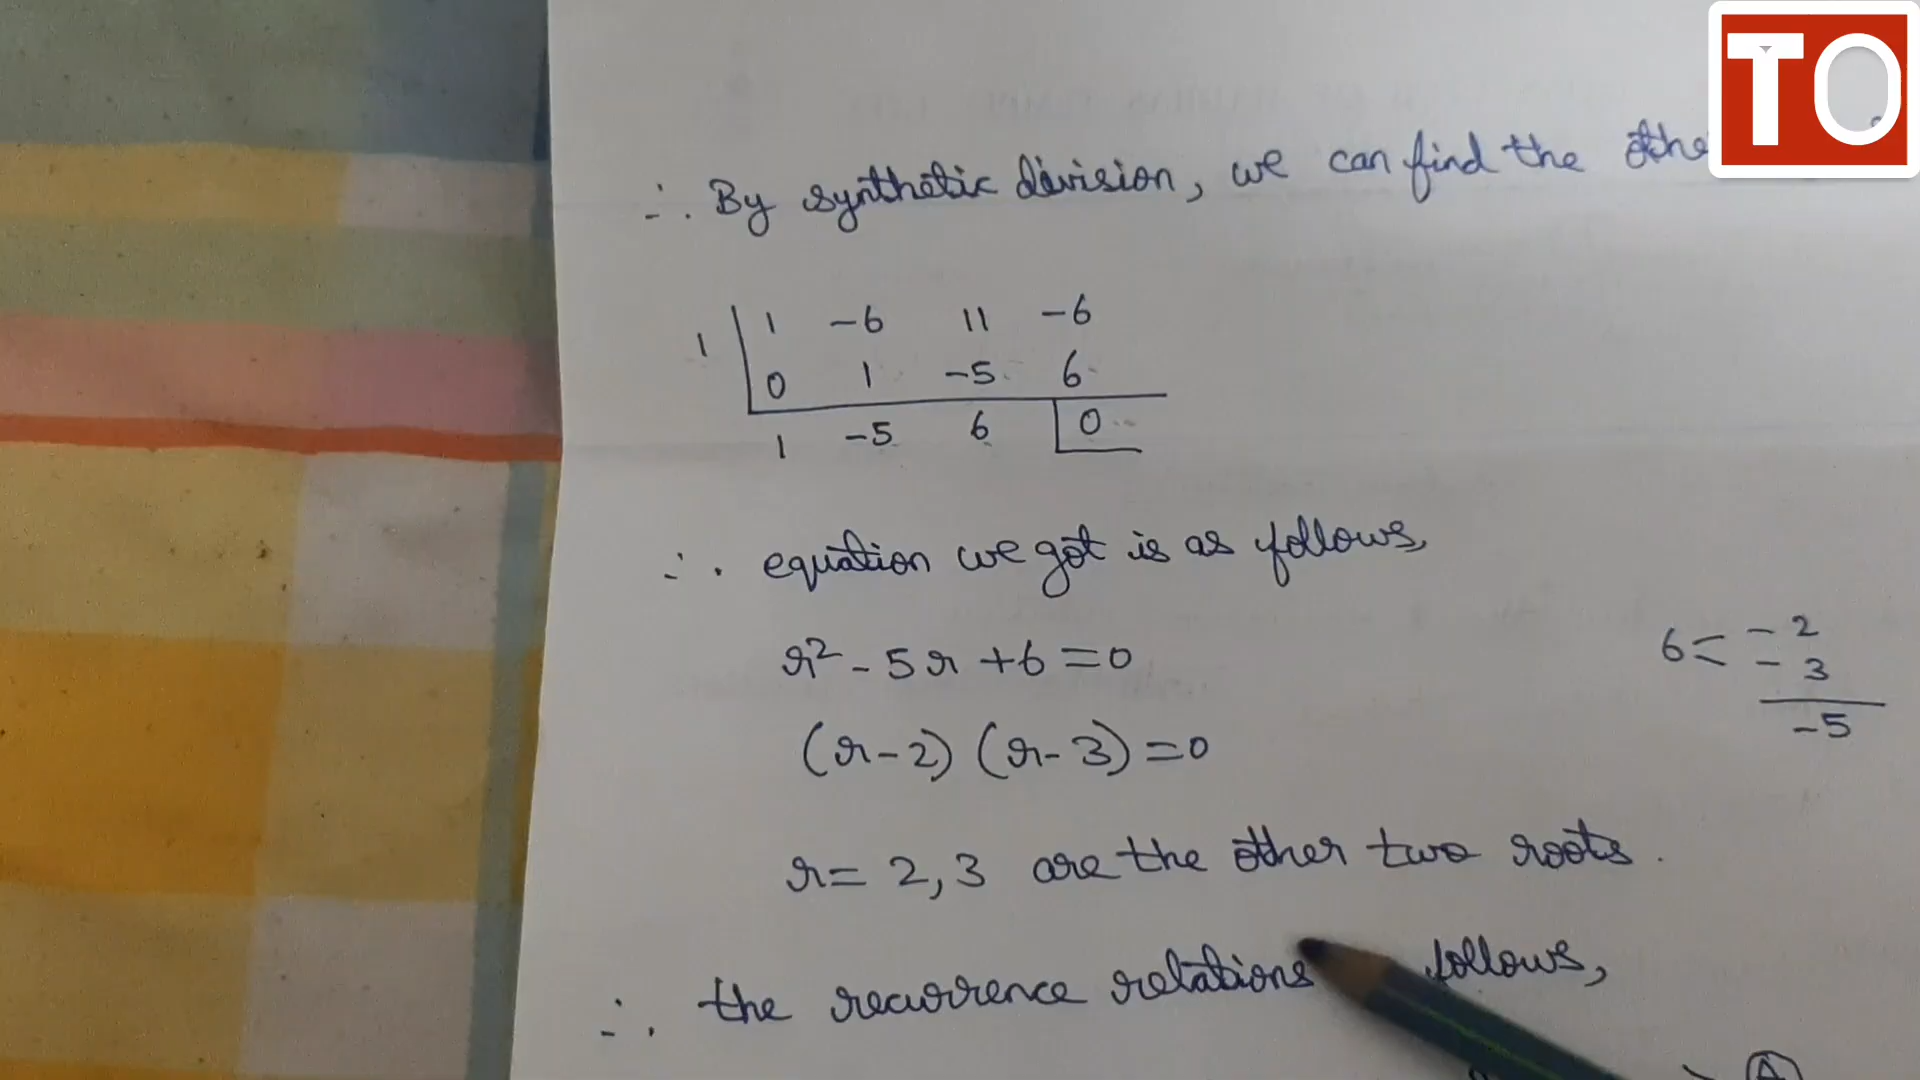 TO
∴ By synthetic division, we can find the
1 | 1 -6 11 -6
0 1 -5 6
1 -5 6 0
∴ equation we got is as follows,
r² - 5r + 6 = 0
6 < -2
-3
-5
(r-2) (r-3) = 0
r = 2, 3 are the other two roots.
∴ the recurrence relations follows,
A